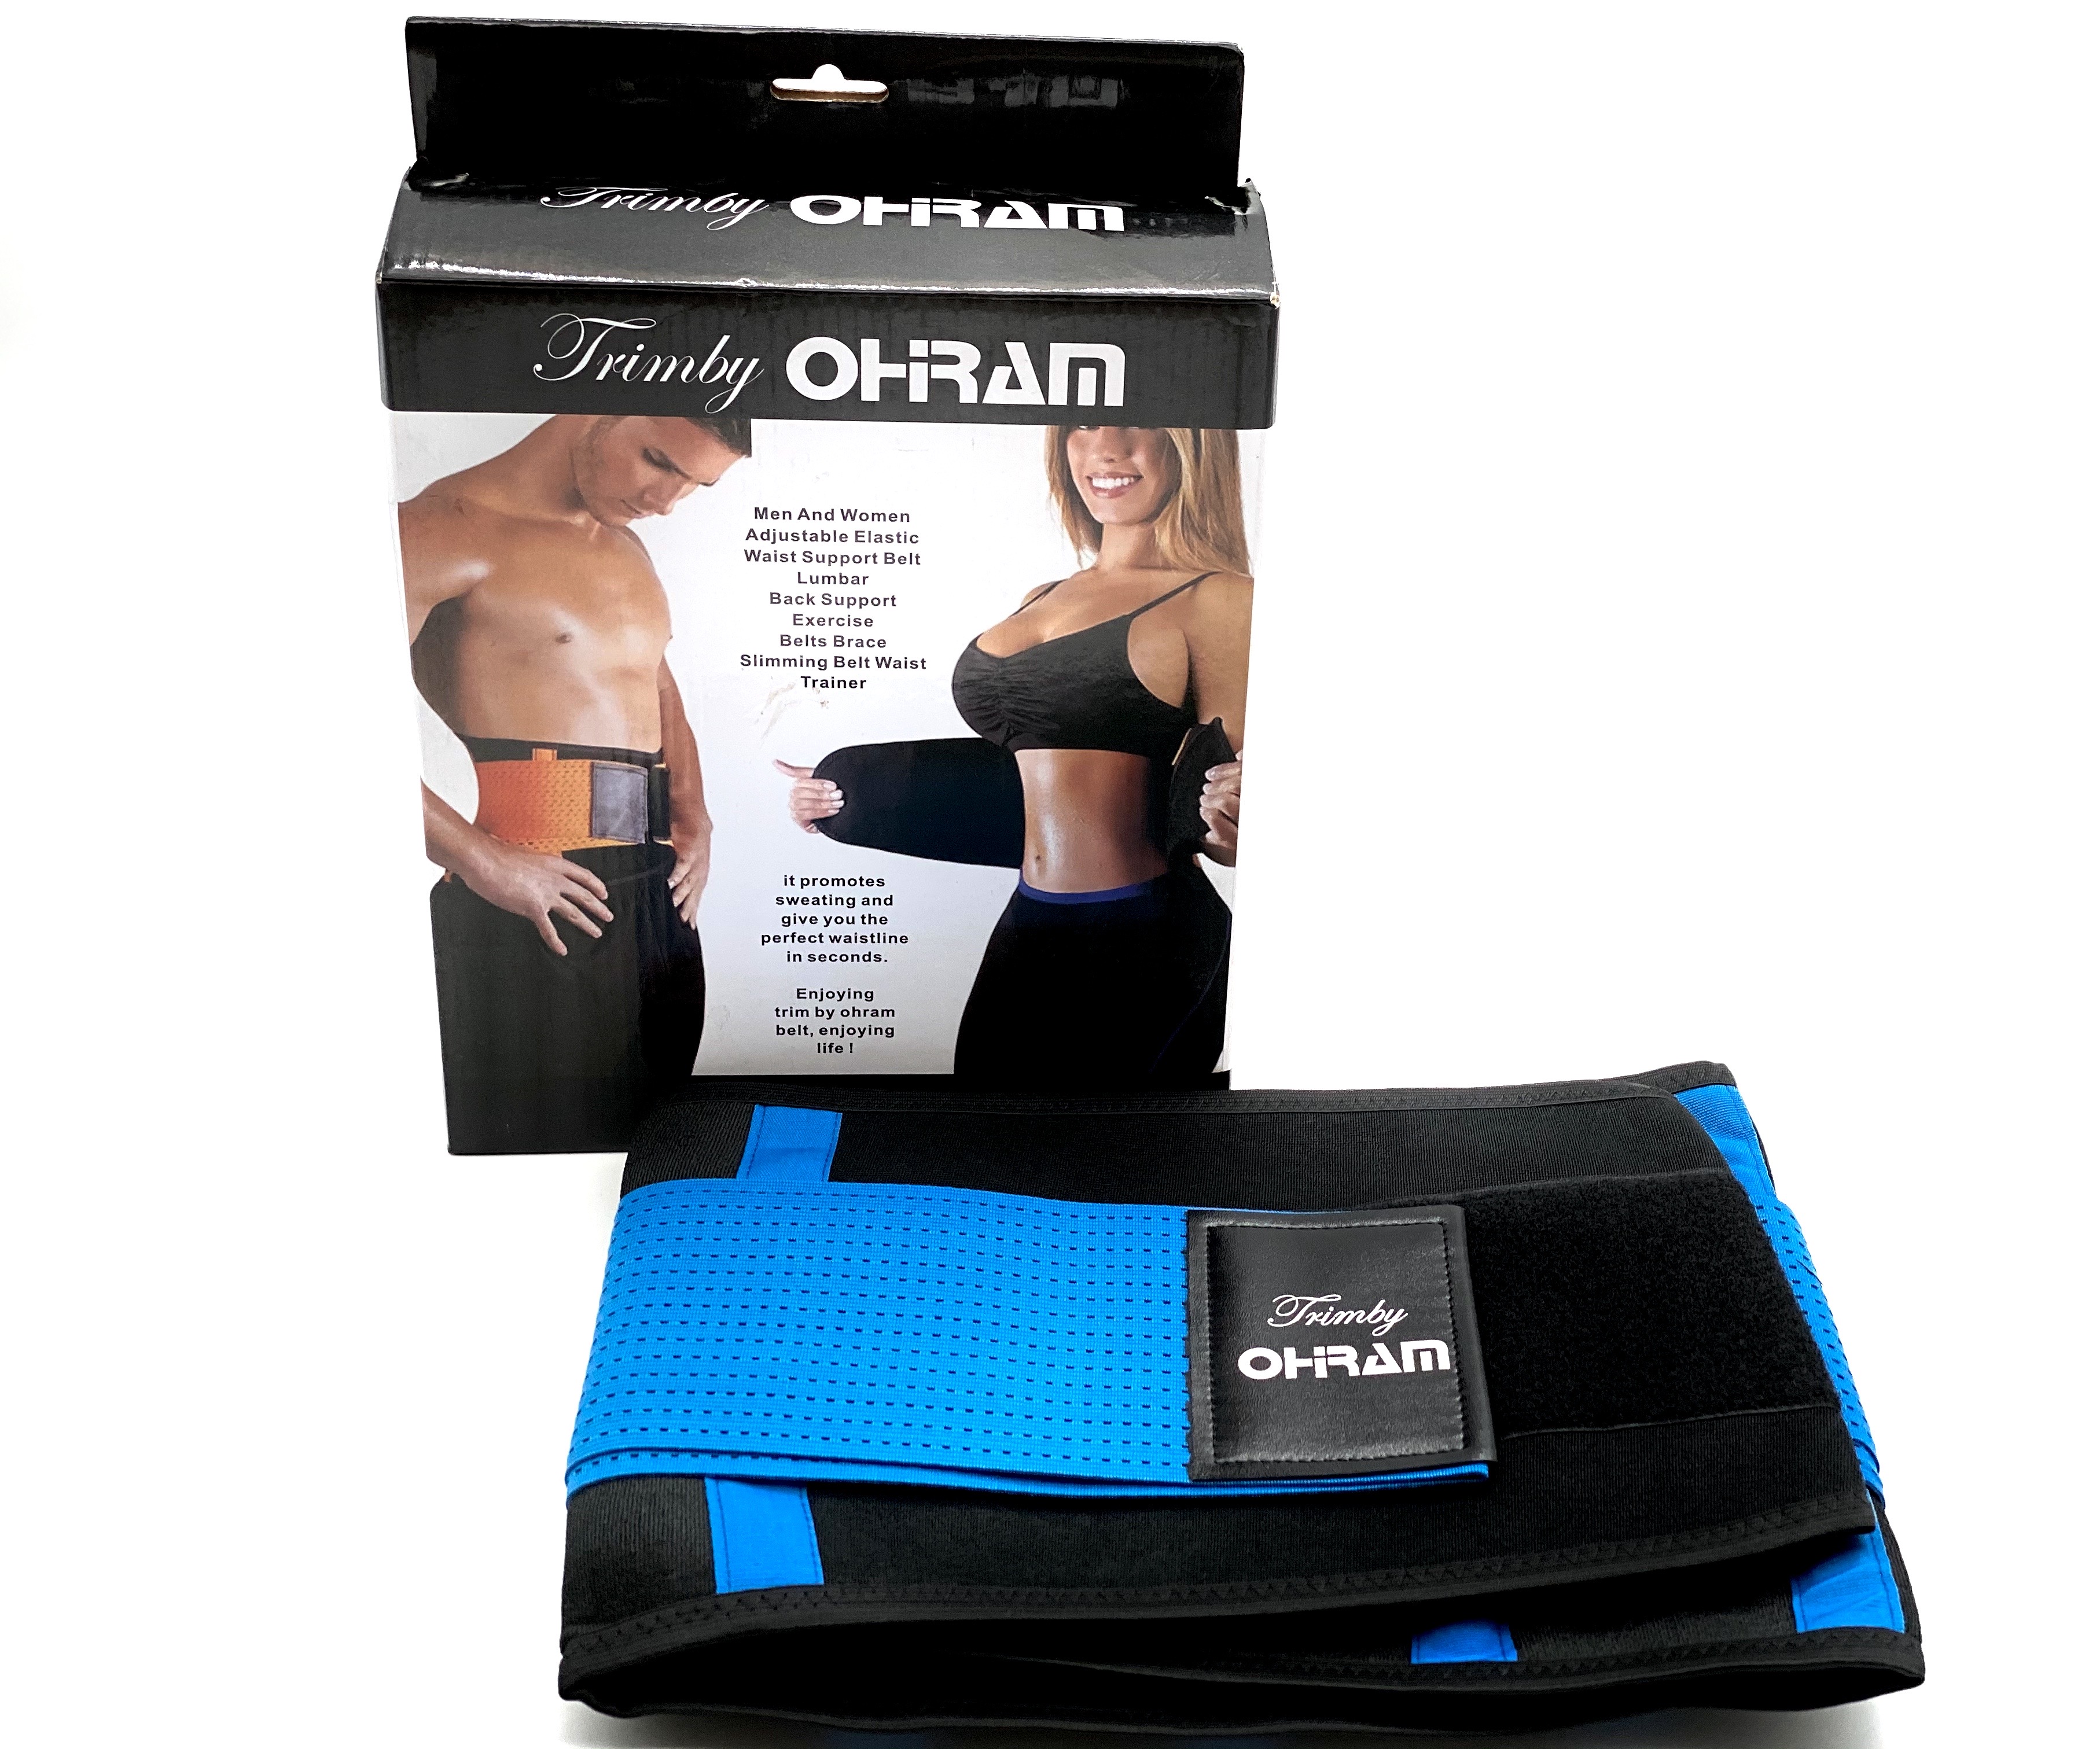 Trimby OHRAM
Trimby OHRAM
Men And Women
Adjustable Elastic
Waist Support Belt
Lumbar
Back Support
Exercise
Belts Brace
Slimming Belt Waist
Trainer
it promotes
sweating and
give you the
perfect waistline
in seconds.
Enjoying
trim by ohram
belt, enjoying
life !
Trimby
OHRAM